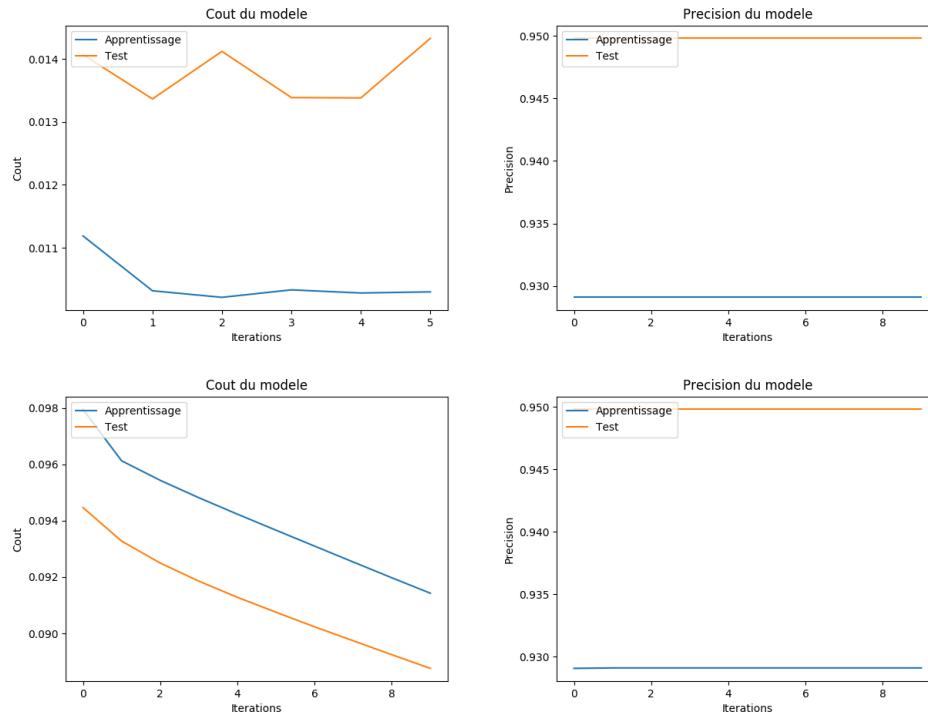 Cout du modele
Apprentissage
Test
0.014
0.013
0.012
0.011
Cout
0 1 2 3 4 5
Iterations
Precision du modele
Apprentissage
Test
0.950
0.945
0.940
0.935
0.930
Precision
0 2 4 6 8
Iterations
Cout du modele
Apprentissage
Test
0.098
0.096
0.094
0.092
0.090
Cout
0 2 4 6 8
Iterations
Precision du modele
Apprentissage
Test
0.950
0.945
0.940
0.935
0.930
Precision
0 2 4 6 8
Iterations